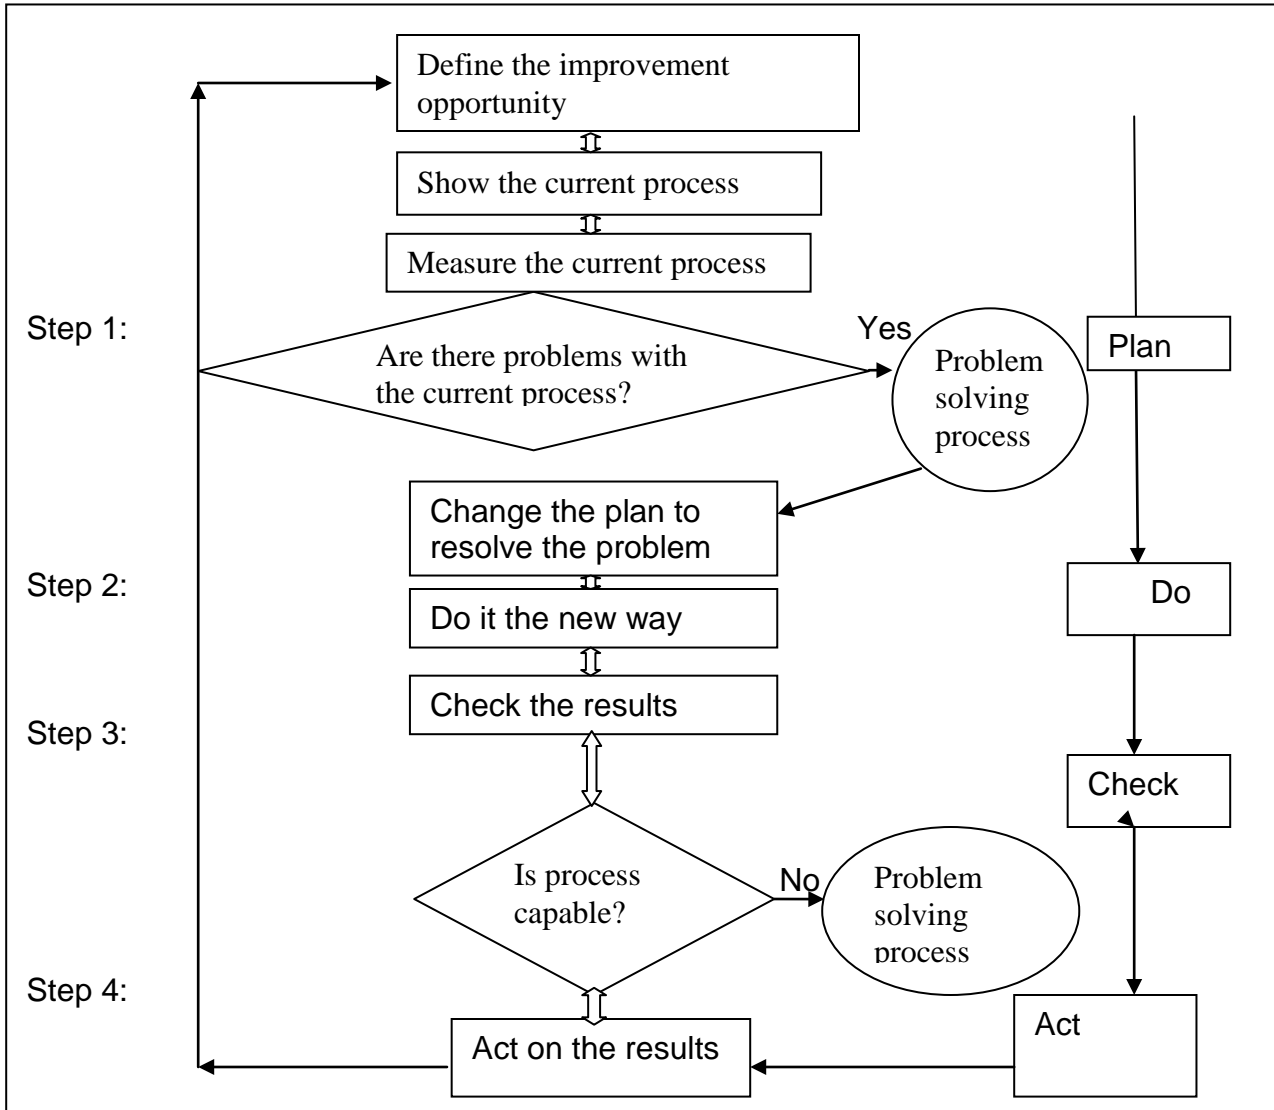 Define the improvement
opportunity
Show the current process
Measure the current process
Step 1:
Are there problems with
the current process?
Yes
Problem
solving
process
Plan
Change the plan to
resolve the problem
Step 2:
Do it the new way
Do
Check the results
Step 3:
Check
Is process
capable?
No
Problem
solving
process
Step 4:
Act on the results
Act